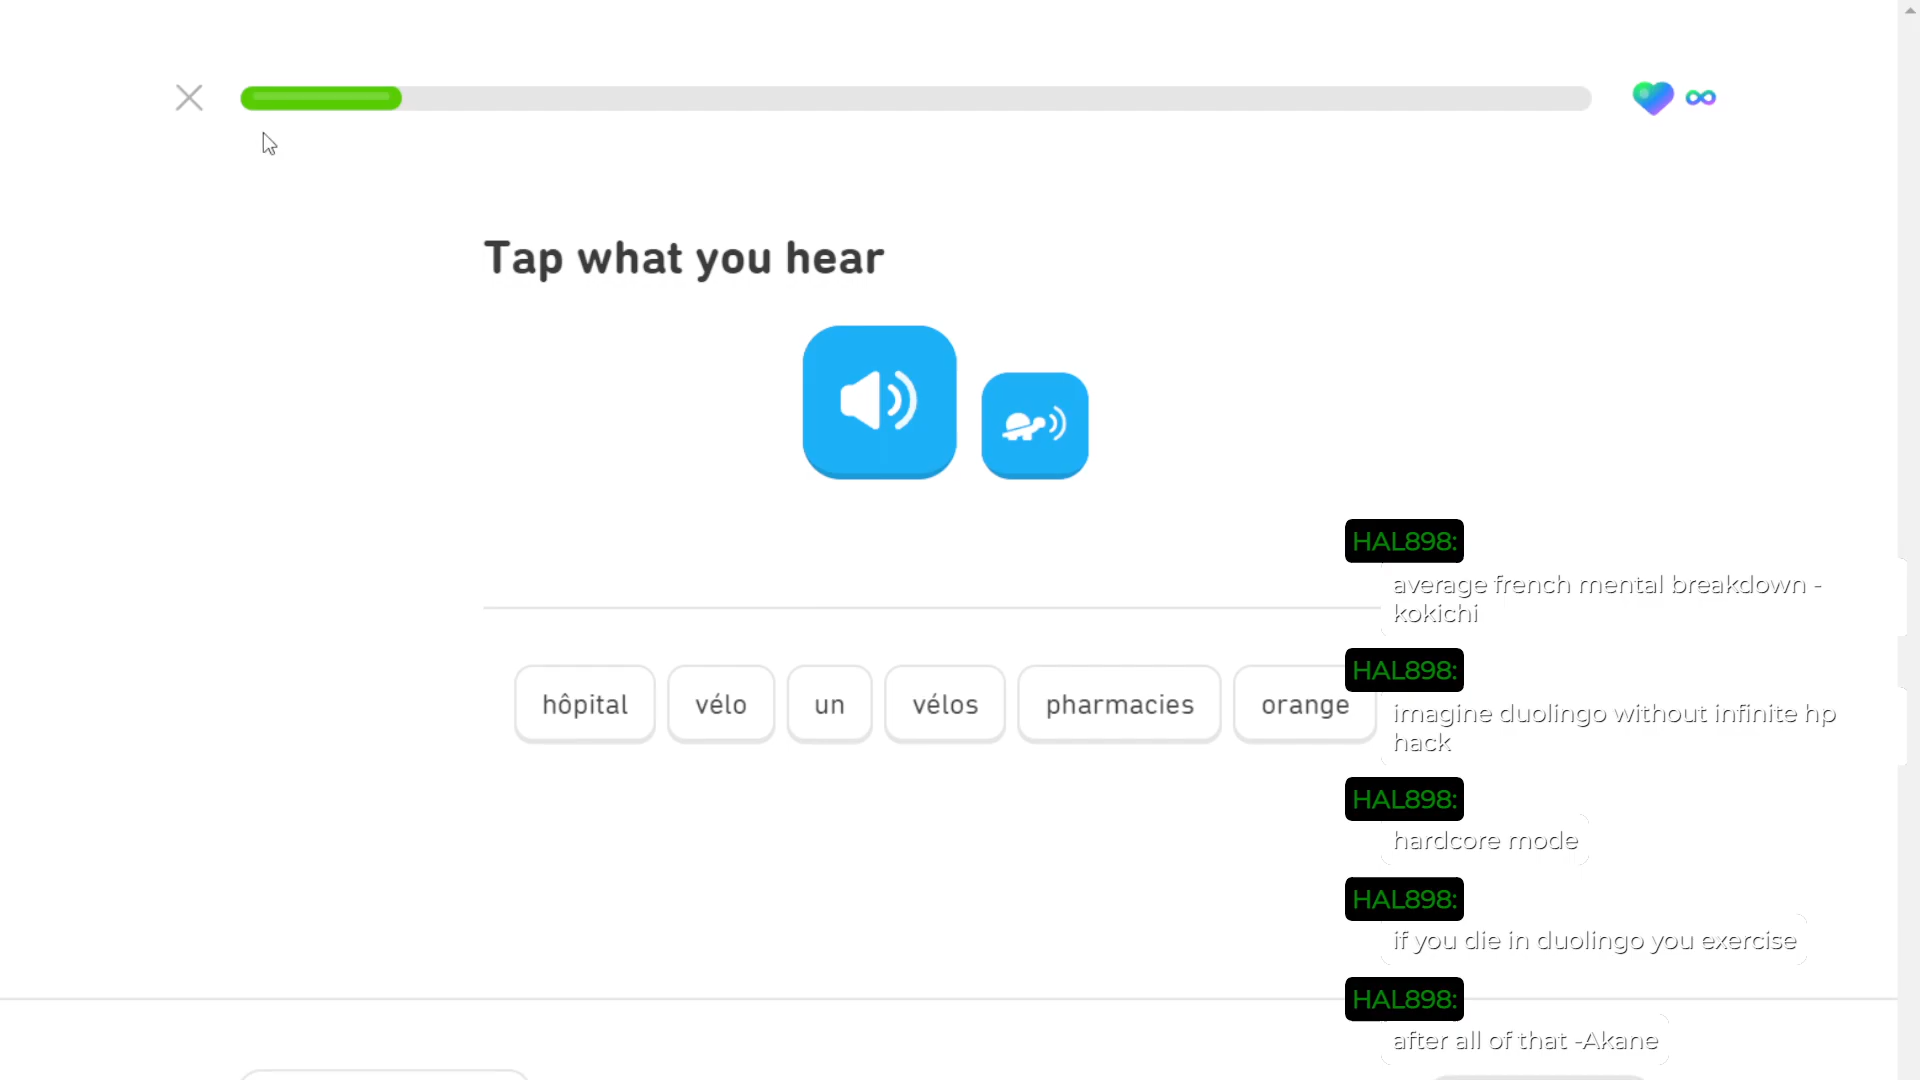 Tap what you hear
hôpital vélo un vélos pharmacies orange
HAL898:
average french mental breakdown -
kokichi
HAL898:
imagine duolingo without infinite hp
hack
HAL898:
hardcore mode
HAL898:
if you die in duolingo you exercise
HAL898:
after all of that -Akane